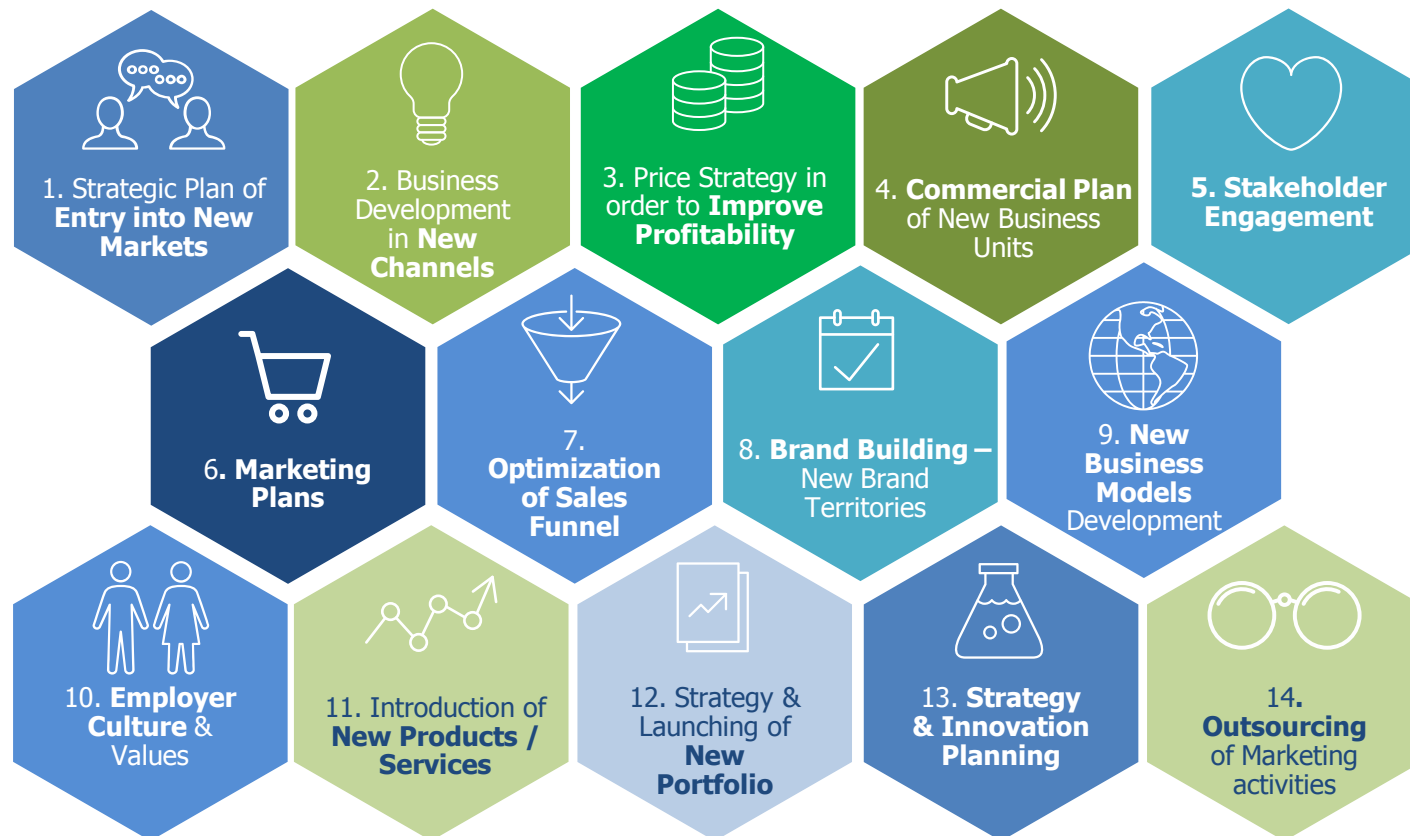 1. Strategic Plan of
Entry into New
Markets
2. Business
Development
in New
Channels
3. Price Strategy in
order to Improve
Profitability
4. Commercial Plan
of New Business
Units
5. Stakeholder
Engagement
6. Marketing
Plans
7.
Optimization
of Sales
Funnel
8. Brand Building –
New Brand
Territories
9. New
Business
Models
Development
10. Employer
Culture &
Values
11. Introduction of
New Products /
Services
12. Strategy &
Launching of
New
Portfolio
13. Strategy
& Innovation
Planning
14.
Outsourcing
of Marketing
activities